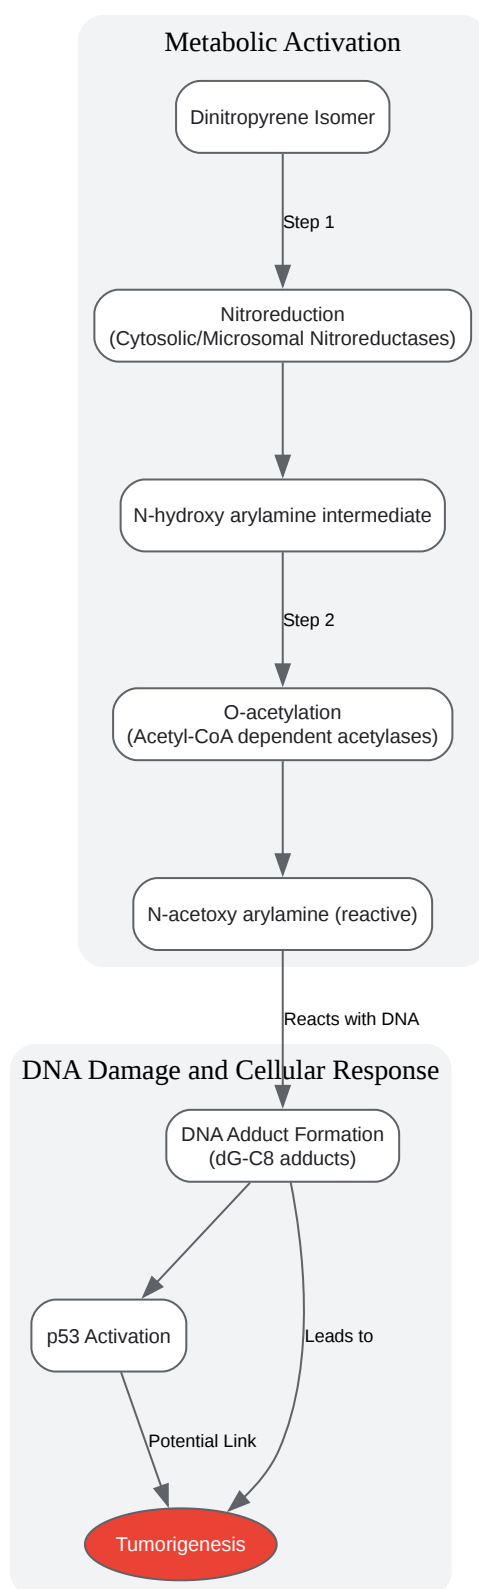 Metabolic Activation
Dinitropyrene Isomer
Step 1
Nitroreduction
(Cytosolic/Microsomal Nitroreductases)
N-hydroxy arylamine intermediate
Step 2
O-acetylation
(Acetyl-CoA dependent acetylases)
N-acetoxy arylamine (reactive)
Reacts with DNA
DNA Damage and Cellular Response
DNA Adduct Formation
(dG-C8 adducts)
p53 Activation
Leads to
Potential Link
Tumorigenesis